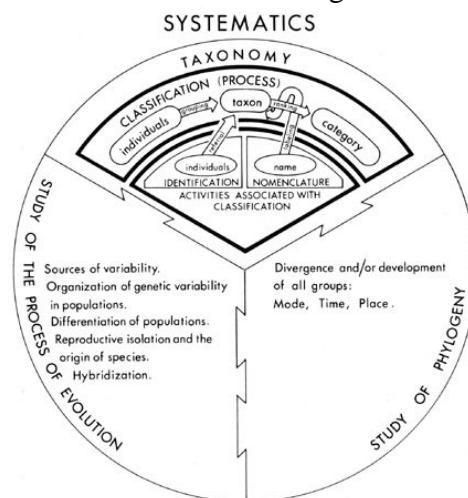 SYSTEMATICS
TAXONOMY
CLASSIFICATION (PROCESS)
individuals
grouping
taxon
ranking
category
referral
labeling
individuals
name
IDENTIFICATION
NOMENCLATURE
ACTIVITIES ASSOCIATED WITH
CLASSIFICATION
STUDY OF THE PROCESS OF EVOLUTION
Sources of variability.
Organization of genetic variability
in populations.
Differentiation of populations.
Reproductive isolation and the
origin of species.
Hybridization.
Divergence and/or development
of all groups:
Mode, Time, Place.
STUDY OF PHYLOGENY